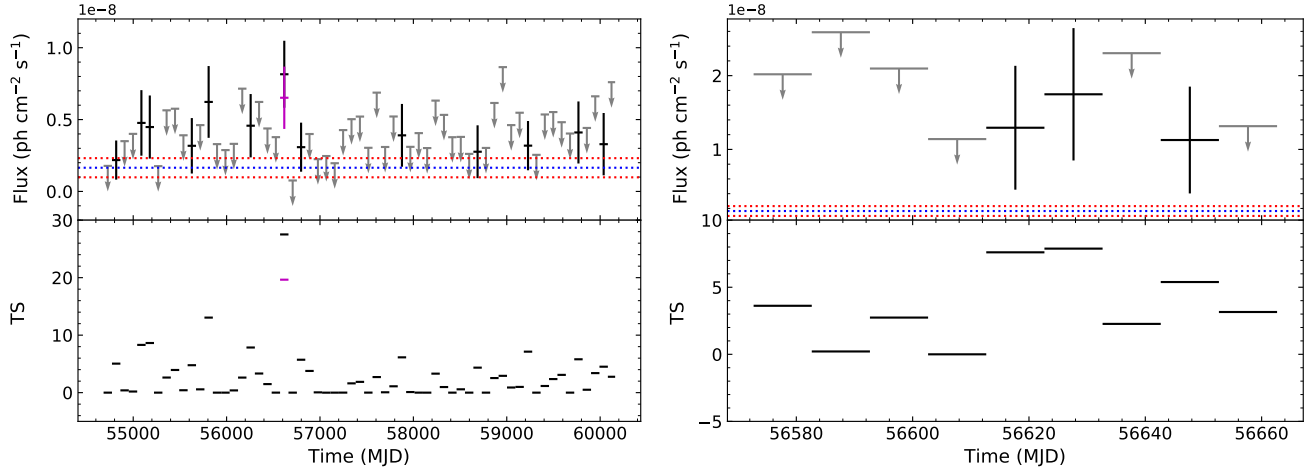 1e−8
Flux (ph cm−2 s−1)
1.0
0.5
0.0
30
20
10
0
TS
55000 56000 57000 58000 59000 60000
Time (MJD)
1e−8
Flux (ph cm−2 s−1)
2
1
10
5
0
−5
TS
56580 56600 56620 56640 56660
Time (MJD)